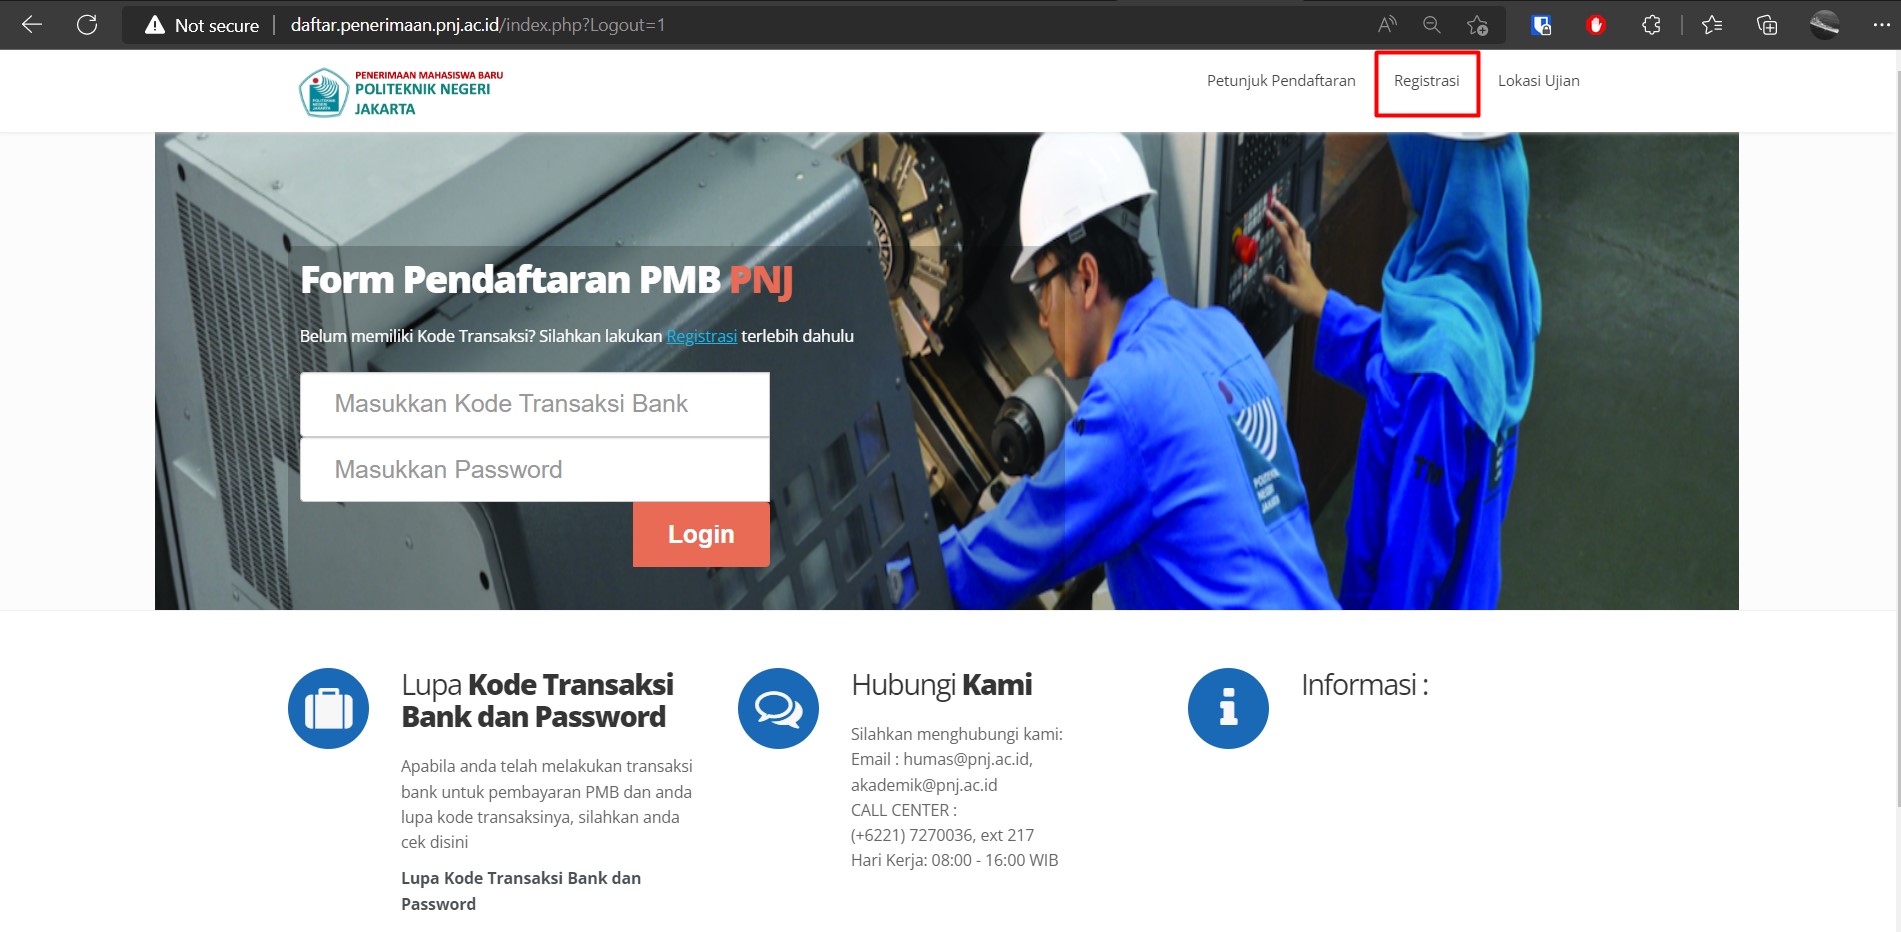 Not secure
daftar.penerimaan.pnj.ac.id/index.php?Logout=1
PENERIMAAN MAHASISWA BARU
POLITEKNIK NEGERI
JAKARTA
Petunjuk Pendaftaran
Registrasi
Lokasi Ujian
Form Pendaftaran PMB PNJ
Belum memiliki Kode Transaksi? Silahkan lakukan Registrasi terlebih dahulu
Masukkan Kode Transaksi Bank
Masukkan Password
Login
POLITEKNIK
NEGERI
JAKARTA
TM
Lupa Kode Transaksi
Bank dan Password
Apabila anda telah melakukan transaksi
bank untuk pembayaran PMB dan anda
lupa kode transaksinya, silahkan anda
cek disini
Lupa Kode Transaksi Bank dan
Password
Hubungi Kami
Silahkan menghubungi kami:
Email : humas@pnj.ac.id,
akademik@pnj.ac.id
CALL CENTER :
(+6221) 7270036, ext 217
Hari Kerja: 08:00 - 16:00 WIB
Informasi :